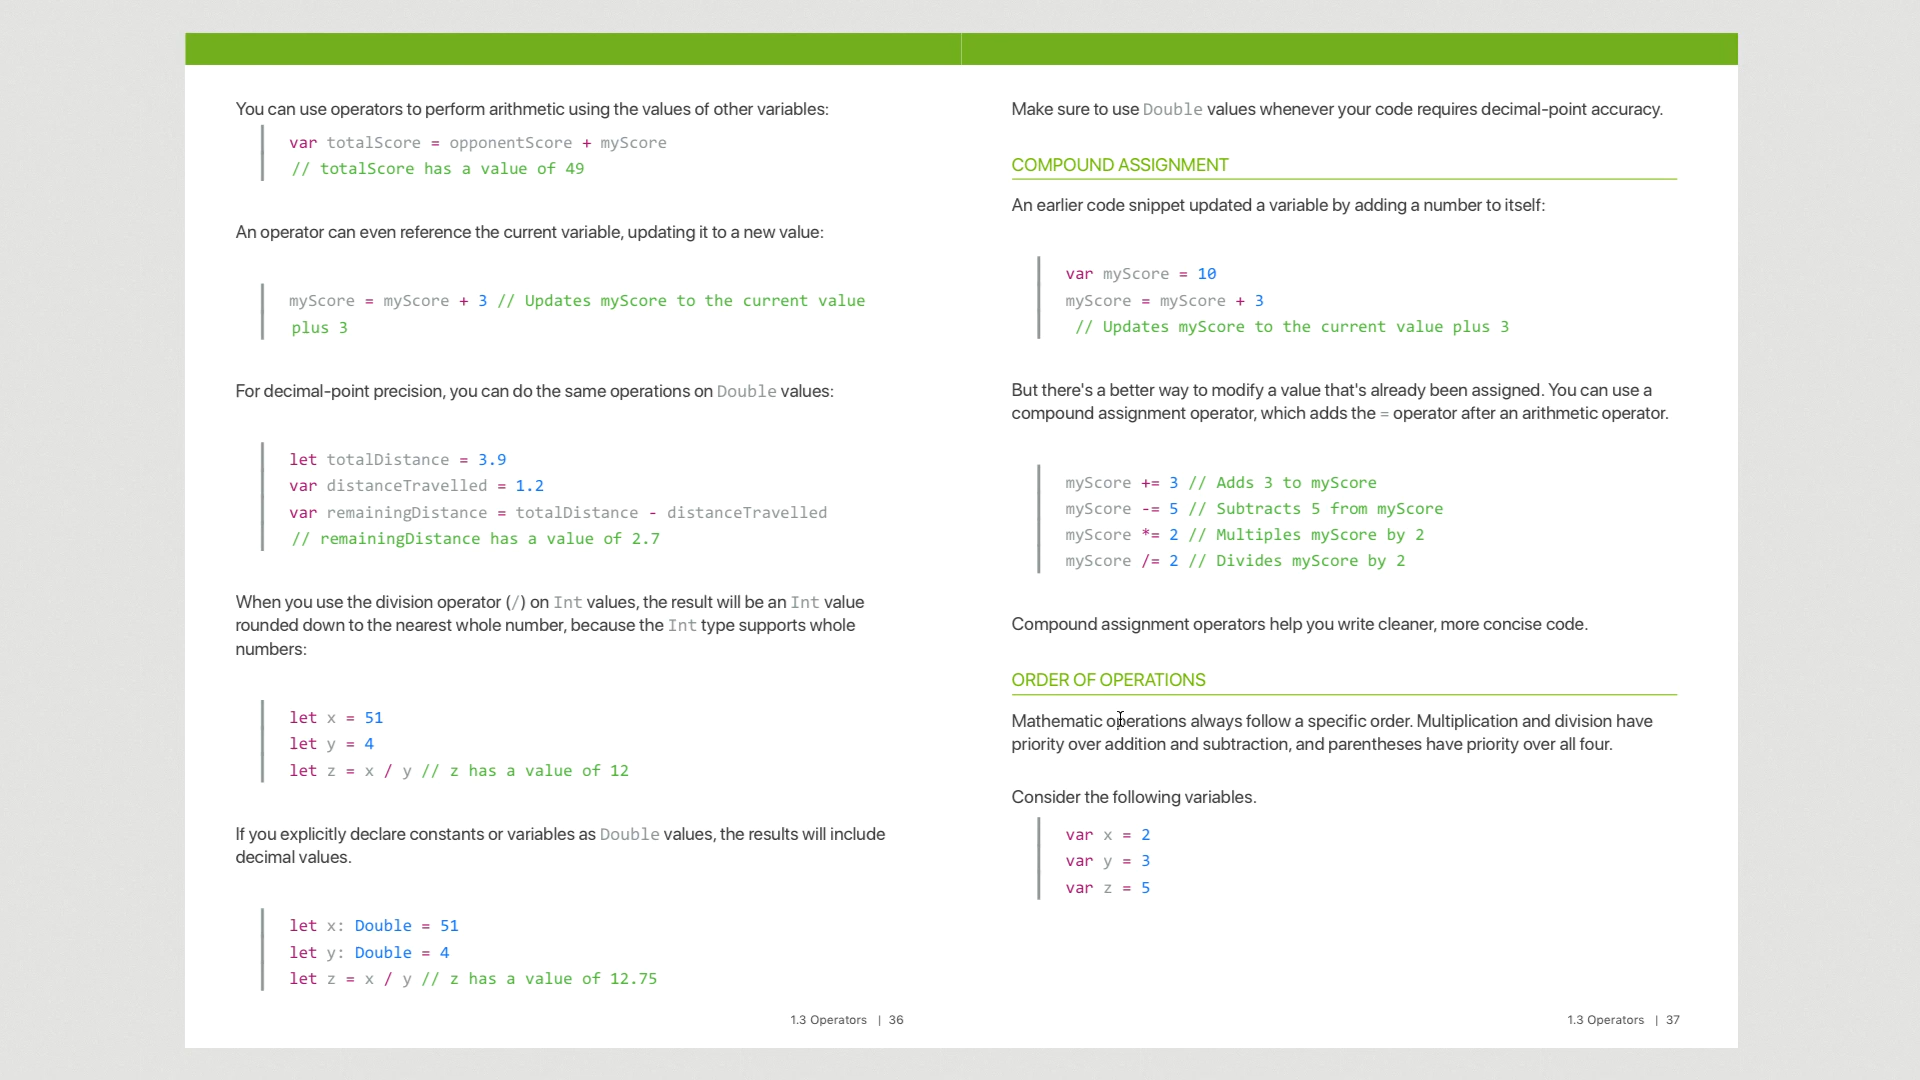 You can use operators to perform arithmetic using the values of other variables:
var totalScore = opponentScore + myScore
// totalScore has a value of 49
An operator can even reference the current variable, updating it to a new value:
myScore = myScore + 3 // Updates myScore to the current value
plus 3
For decimal-point precision, you can do the same operations on Double values:
let totalDistance = 3.9
var distanceTravelled = 1.2
var remainingDistance = totalDistance - distanceTravelled
// remainingDistance has a value of 2.7
When you use the division operator (/) on Int values, the result will be an Int value
rounded down to the nearest whole number, because the Int type supports whole
numbers:
let x = 51
let y = 4
let z = x / y // z has a value of 12
If you explicitly declare constants or variables as Double values, the results will include
decimal values.
let x: Double = 51
let y: Double = 4
let z = x / y // z has a value of 12.75
1.3 Operators | 36
Make sure to use Double values whenever your code requires decimal-point accuracy.
COMPOUND ASSIGNMENT
An earlier code snippet updated a variable by adding a number to itself:
var myScore = 10
myScore = myScore + 3
// Updates myScore to the current value plus 3
But there's a better way to modify a value that's already been assigned. You can use a
compound assignment operator, which adds the = operator after an arithmetic operator.
myScore += 3 // Adds 3 to myScore
myScore -= 5 // Subtracts 5 from myScore
myScore *= 2 // Multiples myScore by 2
myScore /= 2 // Divides myScore by 2
Compound assignment operators help you write cleaner, more concise code.
ORDER OF OPERATIONS
Mathematic operations always follow a specific order. Multiplication and division have
priority over addition and subtraction, and parentheses have priority over all four.
Consider the following variables.
var x = 2
var y = 3
var z = 5
1.3 Operators | 37